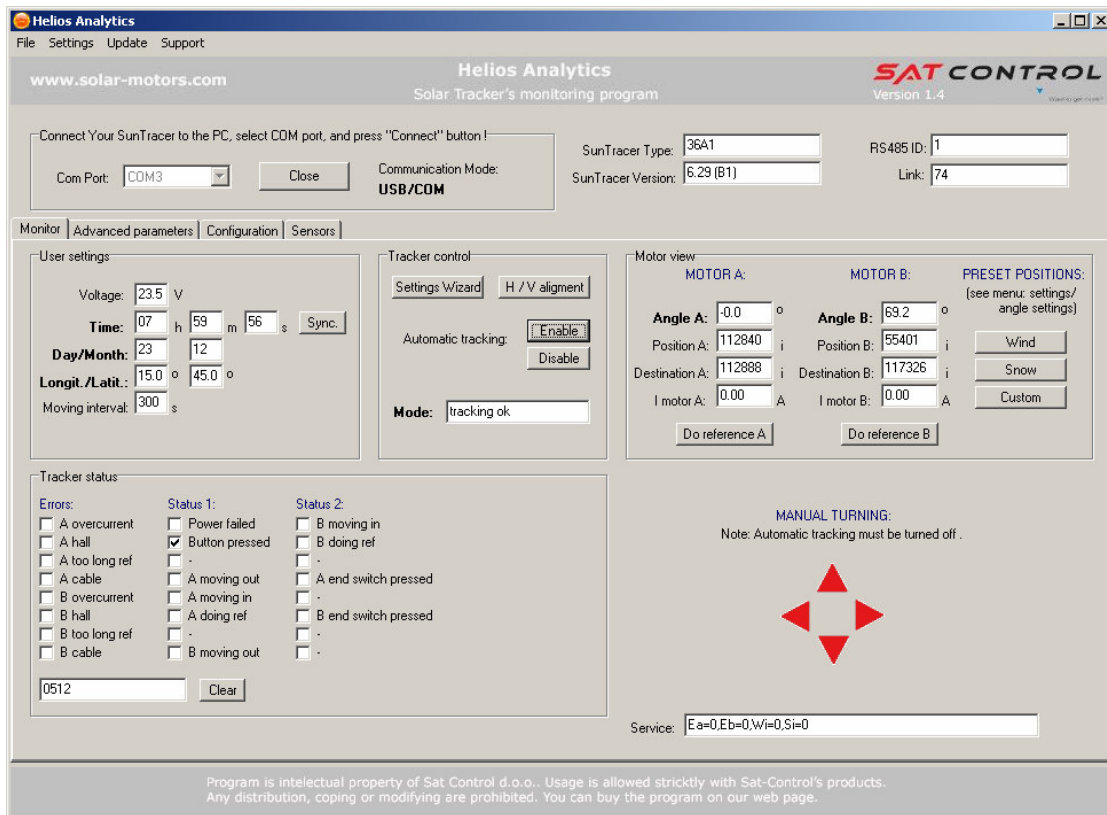 Helios Analytics
File Settings Update Support
www.solar-motors.com
Helios Analytics
Solar Tracker's monitoring program
SAT CONTROL
Version 1.4
Connect Your SunTracer to the PC, select COM port, and press "Connect" button !
Com Port: COM3 Close
Communication Mode:
USB/COM
SunTracer Type: 36A1
SunTracer Version: 6.29 (B1)
RS485 ID: 1
Link: 74
Monitor Advanced parameters Configuration Sensors
User settings
Voltage: 23.5 V
Time: 07 h 59 m 56 s Sync.
Day/Month: 23 12
Longit./Latit.: 15.0 o 45.0 o
Moving interval: 300 s
Tracker control
Settings Wizard H / V aligment
Automatic tracking: Enable
Disable
Mode: tracking ok
Motor view
MOTOR A:
Angle A: -0.0 o
Position A: 112840 i
Destination A: 112888 i
I motor A: 0.00 A
Do reference A
MOTOR B:
Angle B: 69.2 o
Position B: 55401 i
Destination B: 117326 i
I motor B: 0.00 A
Do reference B
PRESET POSITIONS:
(see menu: settings/
angle settings)
Wind
Snow
Custom
Tracker status
Errors:
A overcurrent
A hall
A too long ref
A cable
B overcurrent
B hall
B too long ref
B cable
Status 1:
Power failed
Button pressed
-
A moving out
A moving in
A doing ref
-
B moving out
Status 2:
B moving in
B doing ref
-
A end switch pressed
-
B end switch pressed
-
-
0512 Clear
MANUAL TURNING:
Note: Automatic tracking must be turned off .
Service: Ea=0,Eb=0,Wi=0,Si=0
Program is intelectual property of Sat Control d.o.o.. Usage is allowed stricktly with Sat-Control's products.
Any distribution, coping or modifying are prohibited. You can buy the program on our web page.